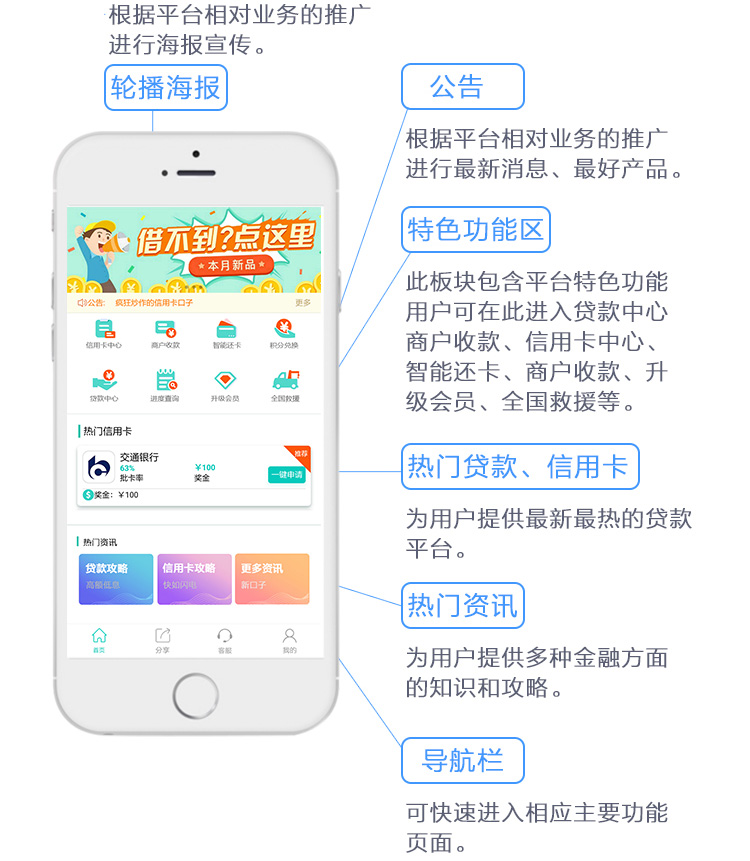 根据平台相对业务的推广
进行海报宣传。
轮播海报
公告
根据平台相对业务的推广
进行最新消息、最好产品。
特色功能区
此板块包含平台特色功能
用户可在此进入贷款中心
商户收款、信用卡中心、
智能还卡、商户收款、升
级会员、全国救援等。
热门贷款、信用卡
为用户提供最新最热的贷款
平台。
热门资讯
为用户提供多种金融方面
的知识和攻略。
导航栏
可快速进入相应主要功能
页面。
借不到?点这里
★本月新品★
公告: 疯狂炒作的信用卡口子 更多
信用卡中心 商户收款 智能还卡 积分兑换
贷款中心 进度查询 升级会员 全国救援
热门信用卡
推荐
交通银行
63% ￥100
批卡率 奖金
一键申请
奖金: ￥100
热门资讯
贷款攻略 信用卡攻略 更多资讯
高额低息 快如闪电 新口子
首页 分享 客服 我的